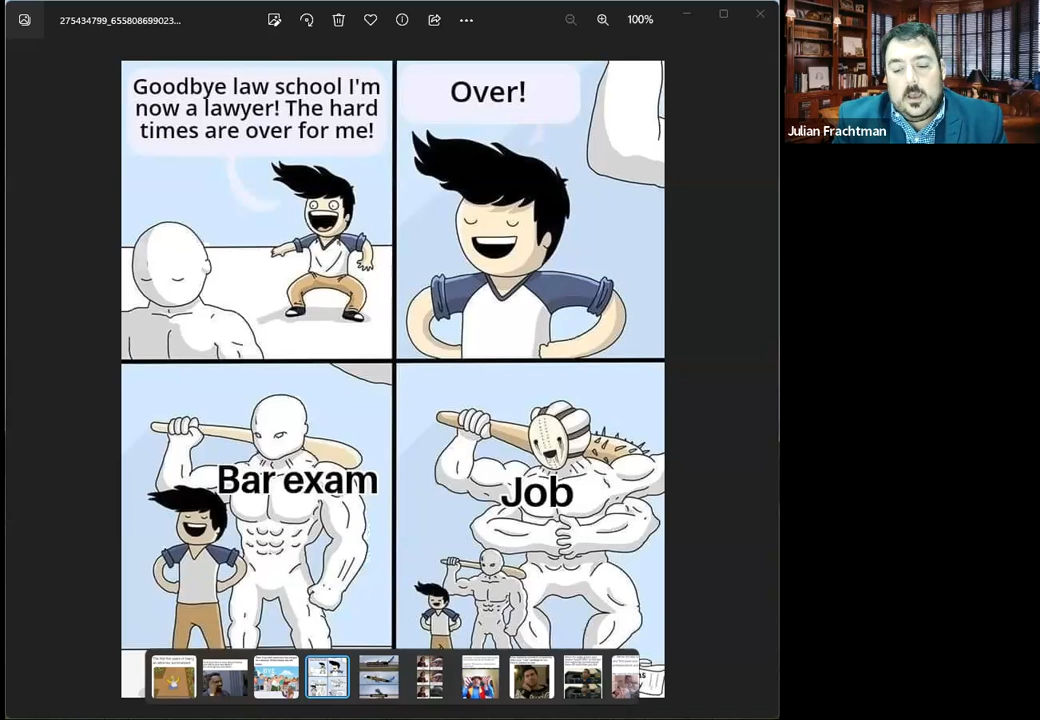 275434799_655808699023...
100%
Goodbye law school I'm
now a lawyer! The hard
times are over for me!
Over!
Julian Frachtman
Bar exam
Job